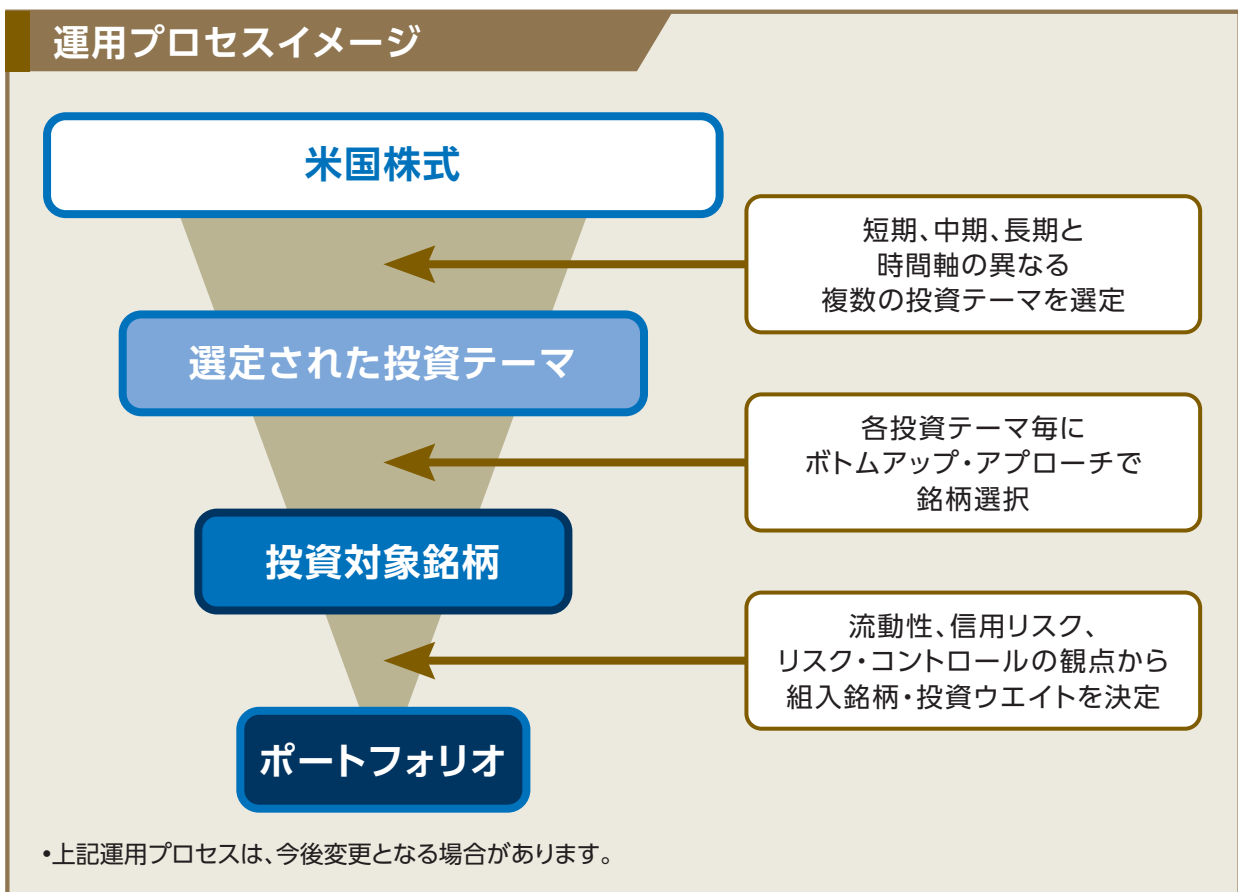 運用プロセスイメージ
米国株式
短期、中期、長期と
時間軸の異なる
複数の投資テーマを選定
選定された投資テーマ
各投資テーマ毎に
ボトムアップ・アプローチで
銘柄選択
投資対象銘柄
流動性、信用リスク、
リスク・コントロールの観点から
組入銘柄・投資ウエイトを決定
ポートフォリオ
•上記運用プロセスは、今後変更となる場合があります。